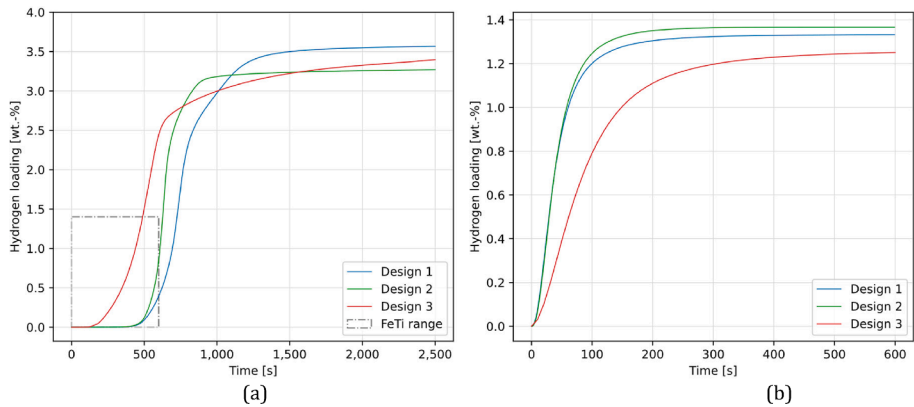 4.0
3.5
3.0
2.5
2.0
1.5
1.0
0.5
0.0
Hydrogen loading [wt.-%]
0
500
1,000
1,500
2,000
2,500
Time [s]
Design 1
Design 2
Design 3
FeTi range
(a)
1.4
1.2
1.0
0.8
0.6
0.4
0.2
0.0
Hydrogen loading [wt.-%]
0
100
200
300
400
500
600
Time [s]
Design 1
Design 2
Design 3
(b)